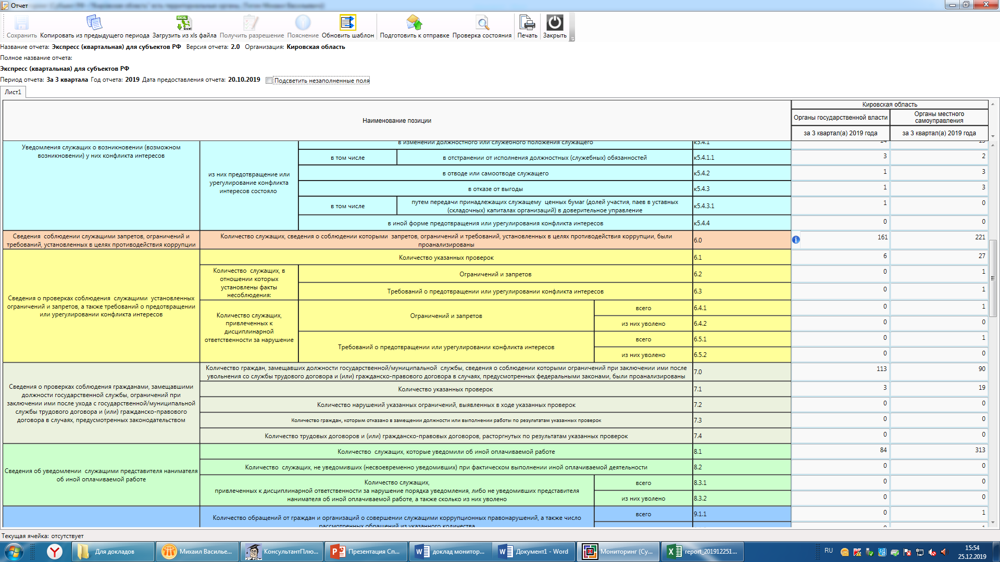 Отчет
Сохранить Копировать из предыдущего периода Загрузить из xls файла Получить разрешение Пояснение Обновить шаблон Подготовить к отправке Проверка состояния Печать Закрыть
Название отчета: Экспресс (квартальная) для субъектов РФ Версия отчета: 2.0 Организация: Кировская область
Полное название отчета:
Экспресс (квартальная) для субъектов РФ
Период отчета: За 3 квартала Год отчета: 2019 Дата предоставления отчета: 20.10.2019 Подсветить незаполненные поля
Лист1
Наименование позиции
Кировская область
Органы государственной власти
Органы местного
самоуправления
за 3 квартал(а) 2019 года
за 3 квартал(а) 2019 года
Уведомления служащих о возникновении (возможном
возникновении) у них конфликта интересов
из них предотвращение или
урегулирование конфликта
интересов состояло
в изменении должностного или служебного положения служащего к5.4.1 14
в том числе в отстранении от исполнения должностных (служебных) обязанностей к5.4.1.1 3 2
в отводе или самоотводе служащего к5.4.2 1 3
в отказе от выгоды к5.4.3 1 3
в том числе
путем передачи принадлежащих служащему ценных бумаг (долей участия, паев в уставных
(складочных) капиталах организаций) в доверительное управление
к5.4.3.1 1 0
в иной форме предотвращения или урегулирования конфликта интересов к5.4.4 0 0
Сведения соблюдении служащими запретов, ограничений и
требований, установленных в целях противодействия коррупции
Количество служащих, сведения о соблюдении которыми запретов, ограничений и требований, установленных в целях противодействия коррупции, были
проанализированы
6.0 161 221
Сведения о проверках соблюдения служащими установленных
ограничений и запретов, а также требований о предотвращении
или урегулировании конфликта интересов
Количество указанных проверок 6.1 6 27
Количество служащих, в
отношении которых
установлены факты
несоблюдения:
Ограничений и запретов 6.2 0 1
Требований о предотвращении или урегулировании конфликта интересов 6.3 0 1
Количество служащих,
привлеченных к
дисциплинарной
ответственности за нарушение
Ограничений и запретов
всего 6.4.1 0 1
из них уволено 6.4.2 0 0
Требований о предотвращении или урегулировании конфликта интересов
всего 6.5.1 0 1
из них уволено 6.5.2 0 0
Сведения о проверках соблюдения гражданами, замещавшими
должности государственной службы, ограничений при
заключении ими после ухода с государственной/муниципальной
службы трудового договора и (или) гражданско-правового
договора в случаях, предусмотренных законодательством
Количество граждан, замещавших должности государственной/муниципальной службы, сведения о соблюдении которыми ограничений при заключении ими после
увольнения со службы трудового договора и (или) гражданско-правового договора в случаях, предусмотренных федеральными законами, были проанализированы
7.0 113 90
Количество указанных проверок 7.1 3 19
Количество нарушений указанных ограничений, выявленных в ходе указанных проверок 7.2 0 0
Количество граждан, которым отказано в замещении должности или выполнении работы по результатам указанных проверок 7.3 0 0
Количество трудовых договоров и (или) гражданско-правовых договоров, расторгнутых по результатам указанных проверок 7.4 0 0
Сведения об уведомлении служащими представителя нанимателя
об иной оплачиваемой работе
Количество служащих, которые уведомили об иной оплачиваемой работе 8.1 84 313
Количество служащих, не уведомивших (несвоевременно уведомивших) при фактическом выполнении иной оплачиваемой деятельности 8.2 0 0
Количество служащих,
привлеченных к дисциплинарной ответственности за нарушение порядка уведомления, либо не уведомивших представителя
нанимателя об иной оплачиваемой работе, а также сколько из них уволено
всего 8.3.1 0 0
из них уволено 8.3.2 0 0
Количество обращений от граждан и организаций о совершении служащими коррупционных правонарушений, а также число
рассмотренных обращений из указанного количества
всего 9.1.1 0 1
Текущая ячейка: отсутствует
Для докладов Михаил Василье... КонсультантПлю... Презентация Сп... доклад монитор... Документ1 - Word Мониторинг (Су... report_201912251... RU
15:54
25.12.2019